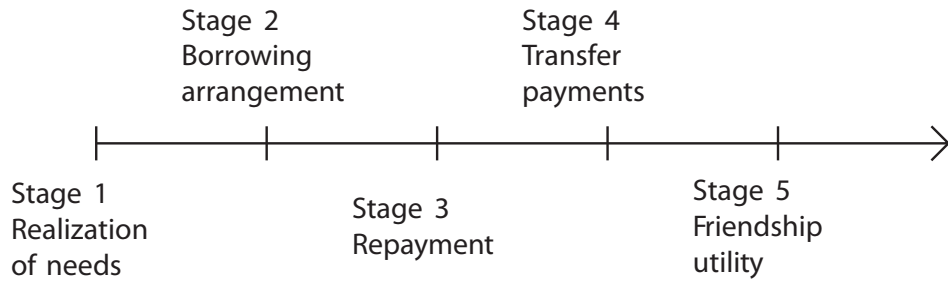 Stage 1
Realization
of needs
Stage 2
Borrowing
arrangement
Stage 3
Repayment
Stage 4
Transfer
payments
Stage 5
Friendship
utility